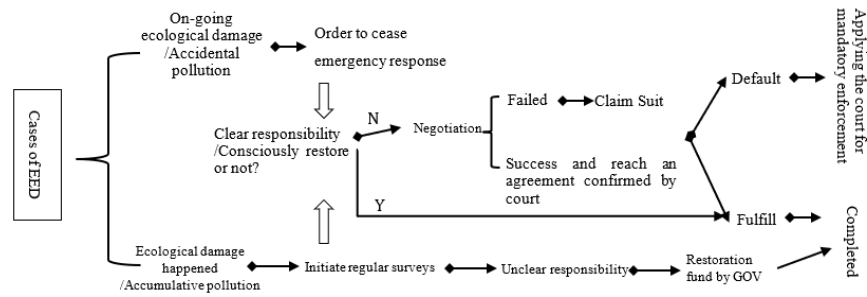 Cases of EED
On-going
ecological damage
/Accidental
pollution
Order to cease
emergency response
Clear responsibility
/Consciously restore
or not?
N
Y
Negotiation
Failed
Claim Suit
Success and reach an
agreement confirmed by
court
Default
Applying the court for
mandatory enforcement
Fulfill
Completed
Ecological damage
happened
/Accumulative pollution
Initiate regular surveys
Unclear responsibility
Restoration
fund by GOV